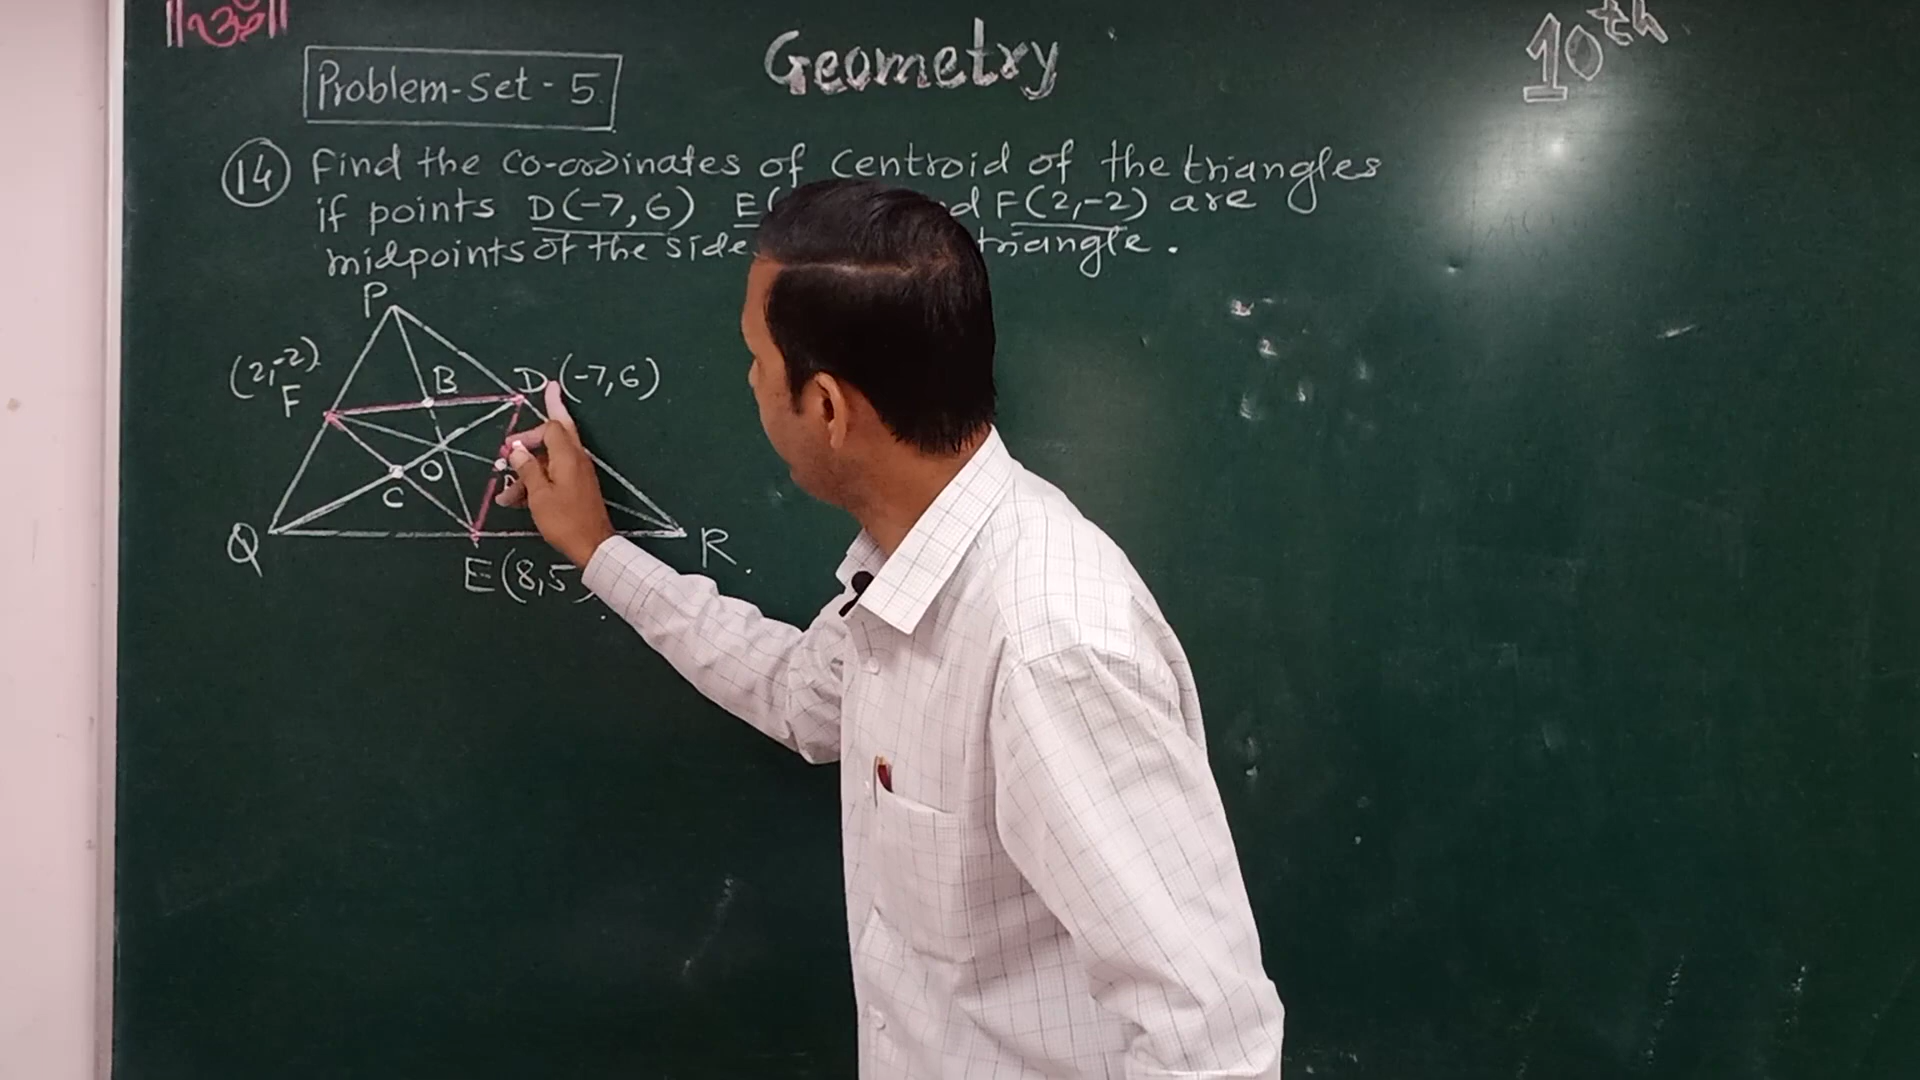 ||ॐ||
Geometry
10th
Problem-Set-5
14 Find the co-ordinates of centroid of the triangles
if points D(-7,6) E( F(2,-2) are
midpoints of the side triangle.
P
(2,-2)
F
B
D (-7,6)
O
C
Q
R.
E(8,5)